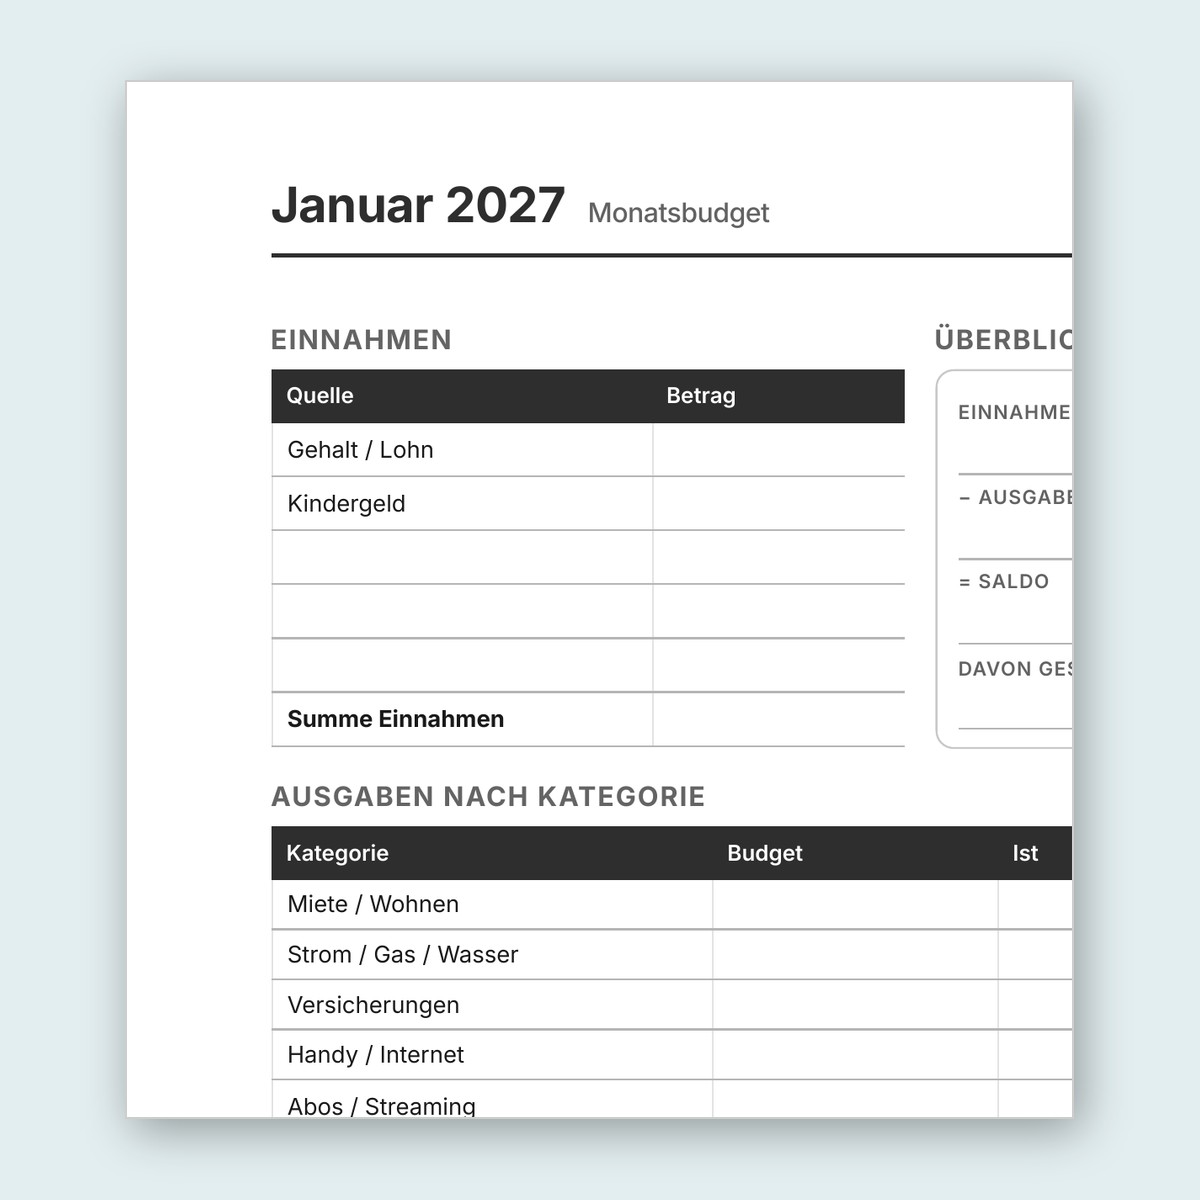 Januar 2027 Monatsbudget
EINNAHMEN
Quelle Betrag
Gehalt / Lohn
Kindergeld
Summe Einnahmen
= SALDO
DAVON
AUSGABEN NACH KATEGORIE
Kategorie Budget Ist
Miete / Wohnen
Strom / Gas / Wasser
Versicherungen
Handy / Internet
Abos / Streaming